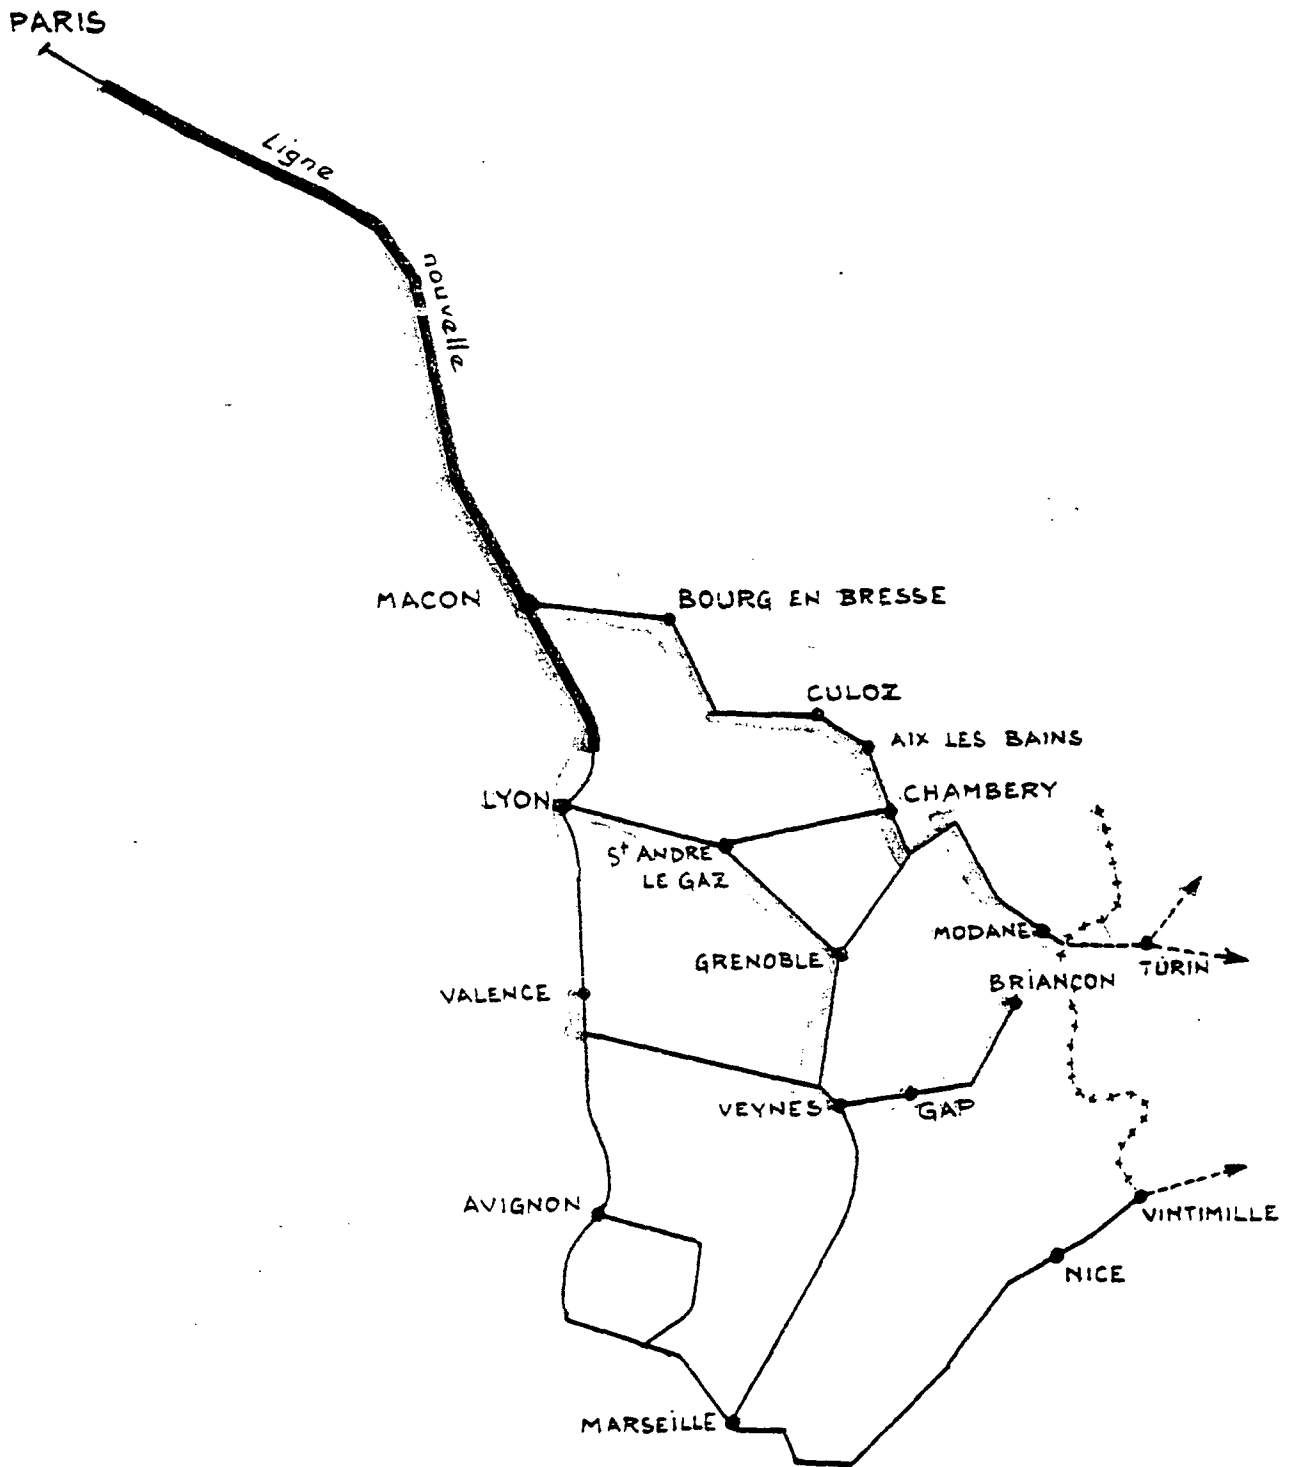 PARIS
Ligne
nouvelle
MACON
BOURG EN BRESSE
CULOZ
AIX LES BAINS
CHAMBERY
LYON
St ANDRE
LE GAZ
MODANE
GRENOBLE
TURIN
BRIANÇON
VALENCE
VEYNES
GAP
AVIGNON
VINTIMILLE
NICE
MARSEILLE